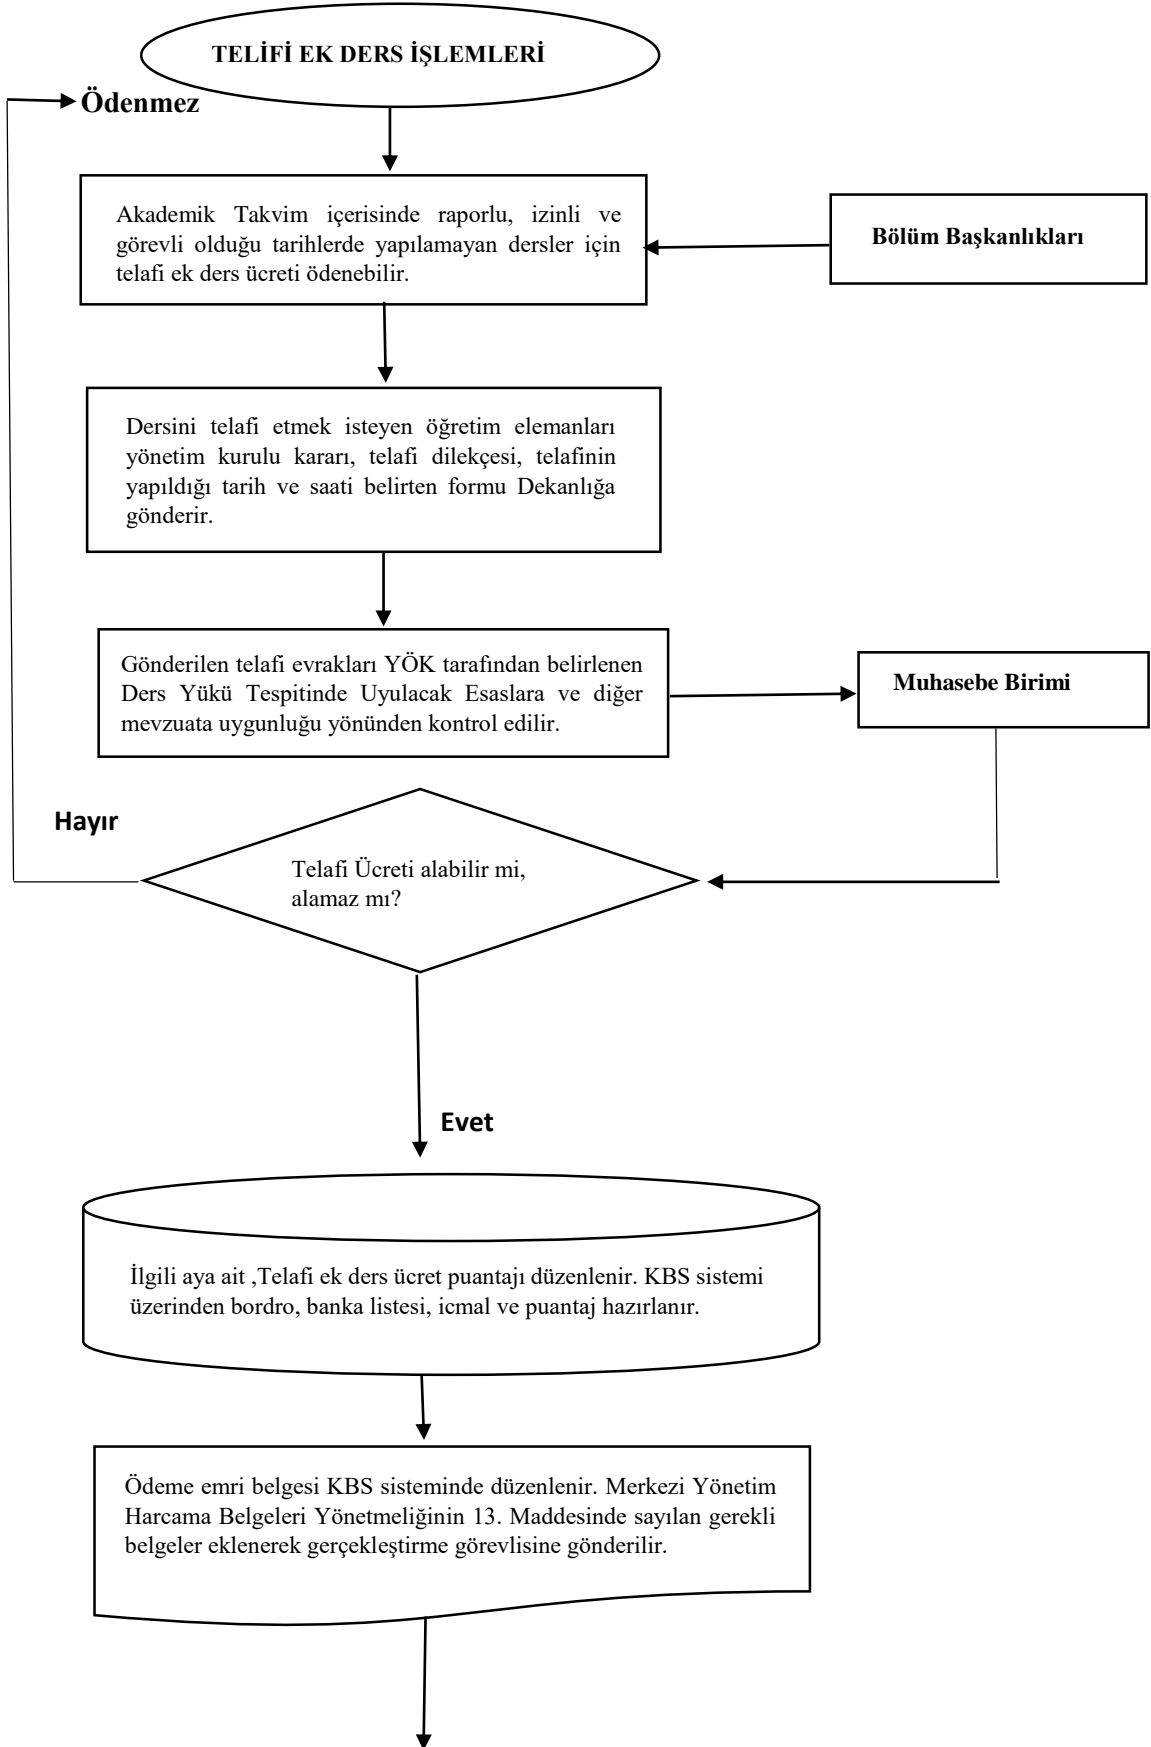 TELİFİ EK DERS İŞLEMLERİ
Ödenmez
Akademik Takvim içerisinde raporlu, izinli ve
görevli olduğu tarihlerde yapılamayan dersler için
telafi ek ders ücreti ödenebilir.
Bölüm Başkanlıkları
Dersini telafi etmek isteyen öğretim elemanları
yönetim kurulu kararı, telafi dilekçesi, telafinin
yapıldığı tarih ve saati belirten formu Dekanlığa
gönderir.
Gönderilen telafi evrakları YÖK tarafından belirlenen
Ders Yükü Tespitinde Uyulacak Esaslara ve diğer
mevzuata uygunluğu yönünden kontrol edilir.
Muhasebe Birimi
Hayır
Telafi Ücreti alabilir mi,
alamaz mı?
Evet
İlgili aya ait ,Telafi ek ders ücret puantajı düzenlenir. KBS sistemi
üzerinden bordro, banka listesi, icmal ve puantaj hazırlanır.
Ödeme emri belgesi KBS sisteminde düzenlenir. Merkezi Yönetim
Harcama Belgeleri Yönetmeliğinin 13. Maddesinde sayılan gerekli
belgeler eklenerek gerçekleştirme görevlisine gönderilir.